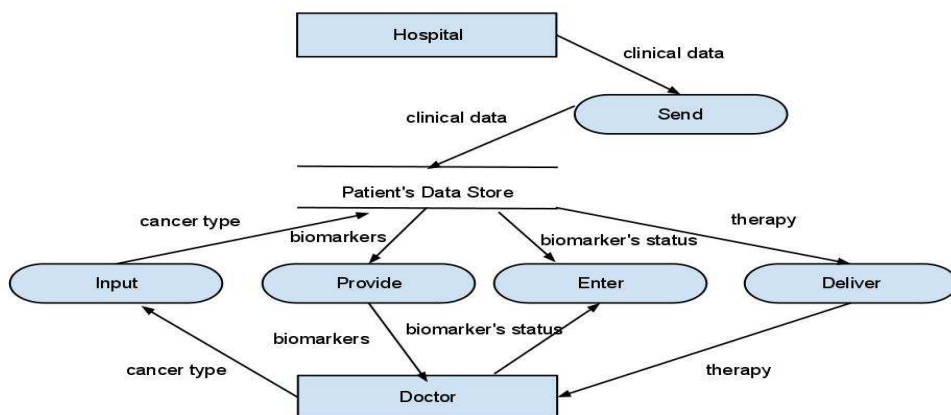 Hospital
clinical data
Send
clinical data
Patient's Data Store
cancer type
biomarkers
biomarker's status
therapy
Input
Provide
Enter
Deliver
biomarkers
biomarker's status
cancer type
therapy
Doctor